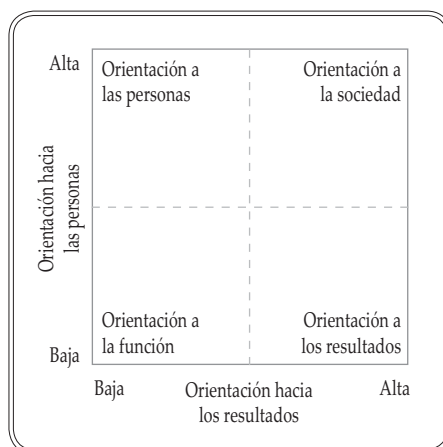 Alta
Orientación a
las personas
Orientación a
la sociedad
Orientación hacia
las personas
Orientación a
la función
Orientación a
los resultados
Baja
Baja
Orientación hacia
los resultados
Alta